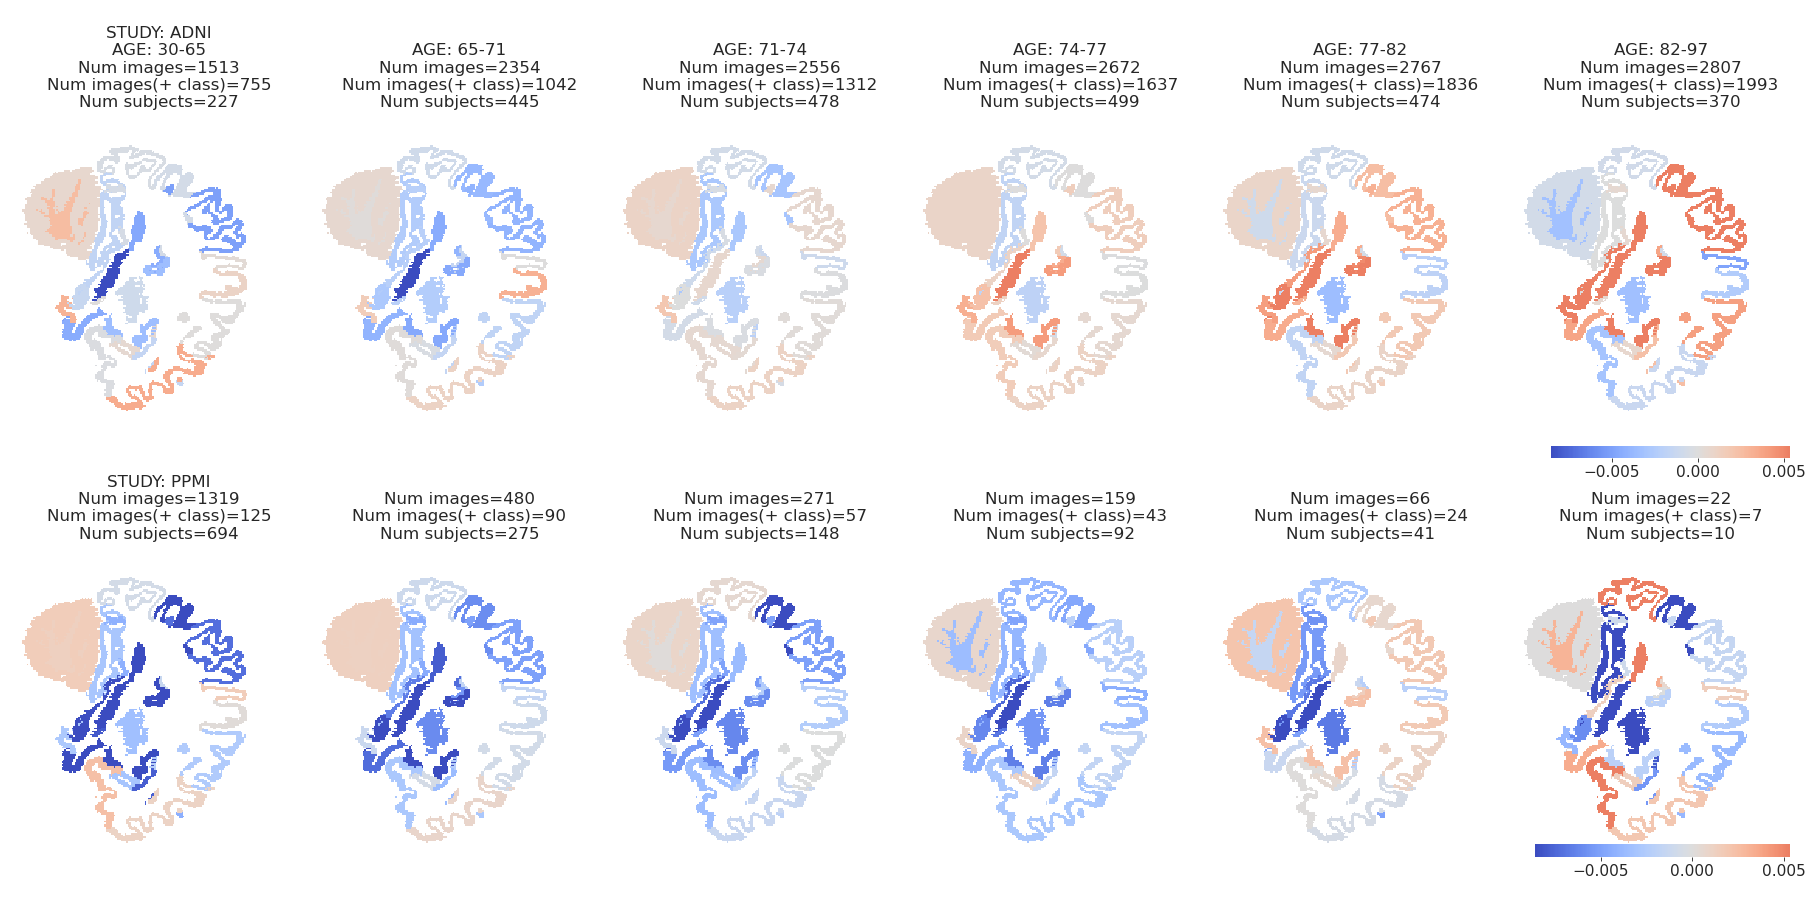 STUDY: ADNI
AGE: 30-65
Num images=1513
Num images(+ class)=755
Num subjects=227
AGE: 65-71
Num images=2354
Num images(+ class)=1042
Num subjects=445
AGE: 71-74
Num images=2556
Num images(+ class)=1312
Num subjects=478
AGE: 74-77
Num images=2672
Num images(+ class)=1637
Num subjects=499
AGE: 77-82
Num images=2767
Num images(+ class)=1836
Num subjects=474
AGE: 82-97
Num images=2807
Num images(+ class)=1993
Num subjects=370
−0.005 0.000 0.005
STUDY: PPMI
Num images=1319
Num images(+ class)=125
Num subjects=694
Num images=480
Num images(+ class)=90
Num subjects=275
Num images=271
Num images(+ class)=57
Num subjects=148
Num images=159
Num images(+ class)=43
Num subjects=92
Num images=66
Num images(+ class)=24
Num subjects=41
Num images=22
Num images(+ class)=7
Num subjects=10
−0.005 0.000 0.005